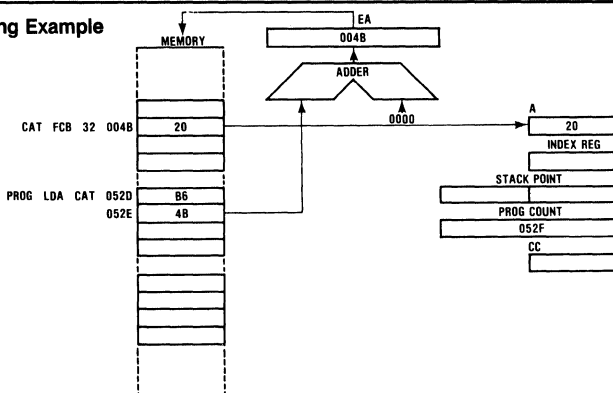 ng Example
EA
MEMORY
004B
ADDER
0000
A
CAT FCB 32 004B 20
20
INDEX REG
STACK POINT
PROG LDA CAT 052D B6
PROG COUNT
052E 4B
052F
CC